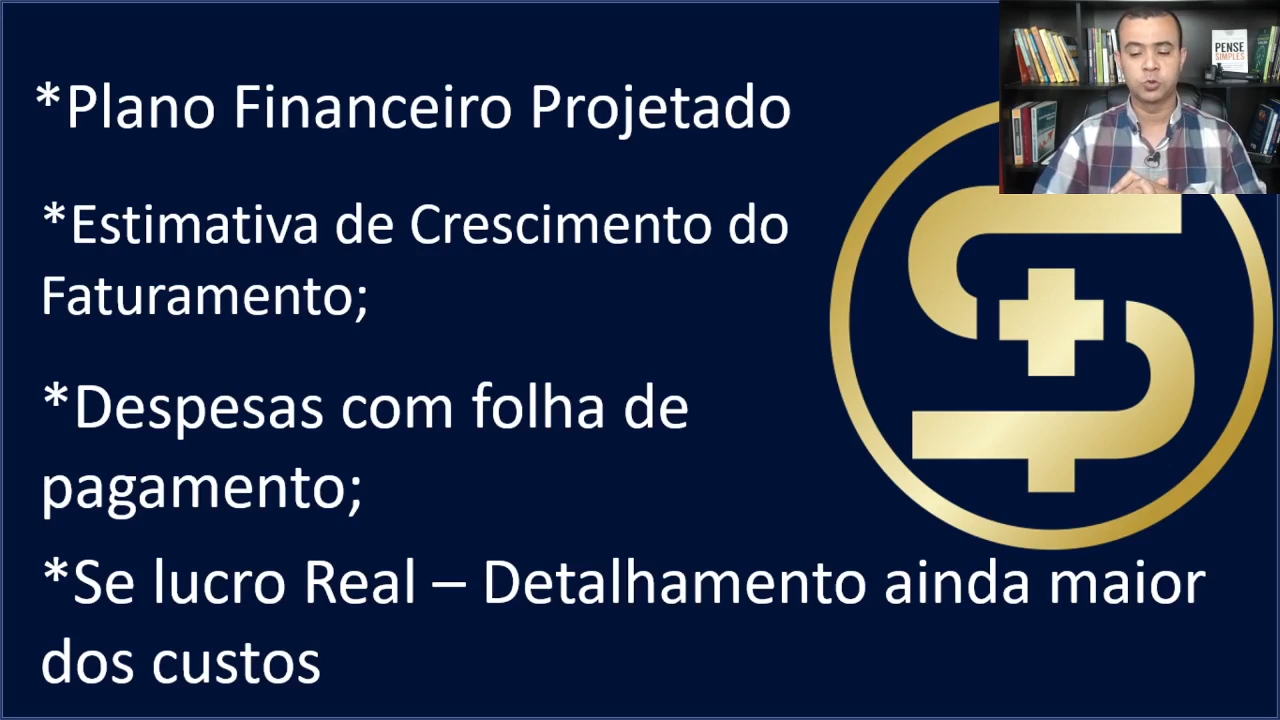 *Plano Financeiro Projetado
*Estimativa de Crescimento do
Faturamento;
*Despesas com folha de
pagamento;
*Se lucro Real – Detalhamento ainda maior
dos custos
PENSE
SIMPLES